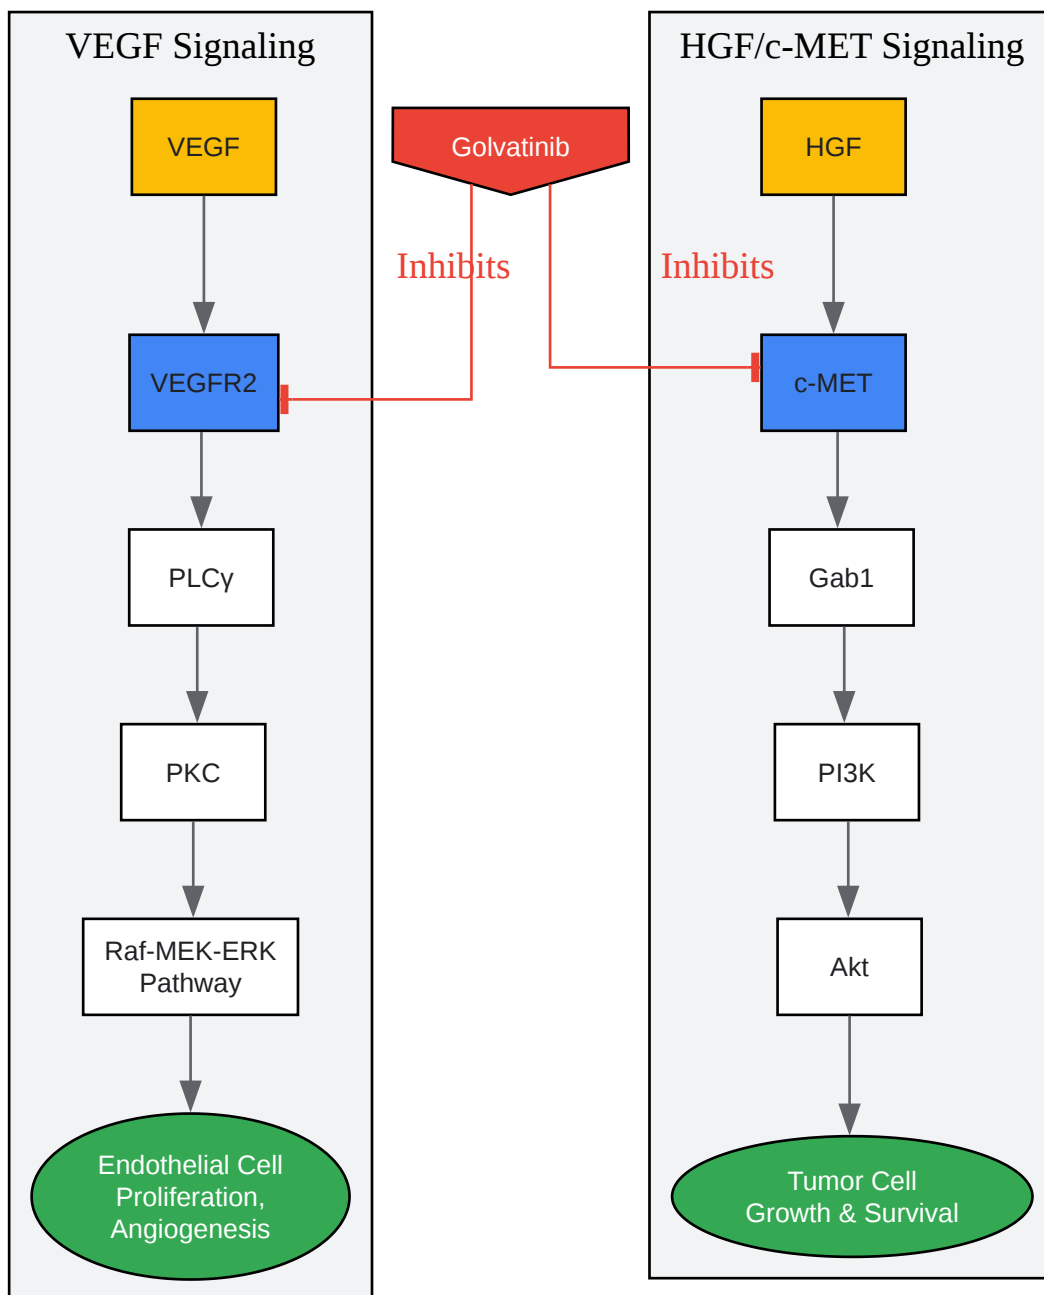 VEGF Signaling
VEGF
VEGFR2
PLCγ
PKC
Raf-MEK-ERK
Pathway
Endothelial Cell
Proliferation,
Angiogenesis
Golvatinib
Inhibits
Inhibits
HGF/c-MET Signaling
HGF
c-MET
Gab1
PI3K
Akt
Tumor Cell
Growth & Survival